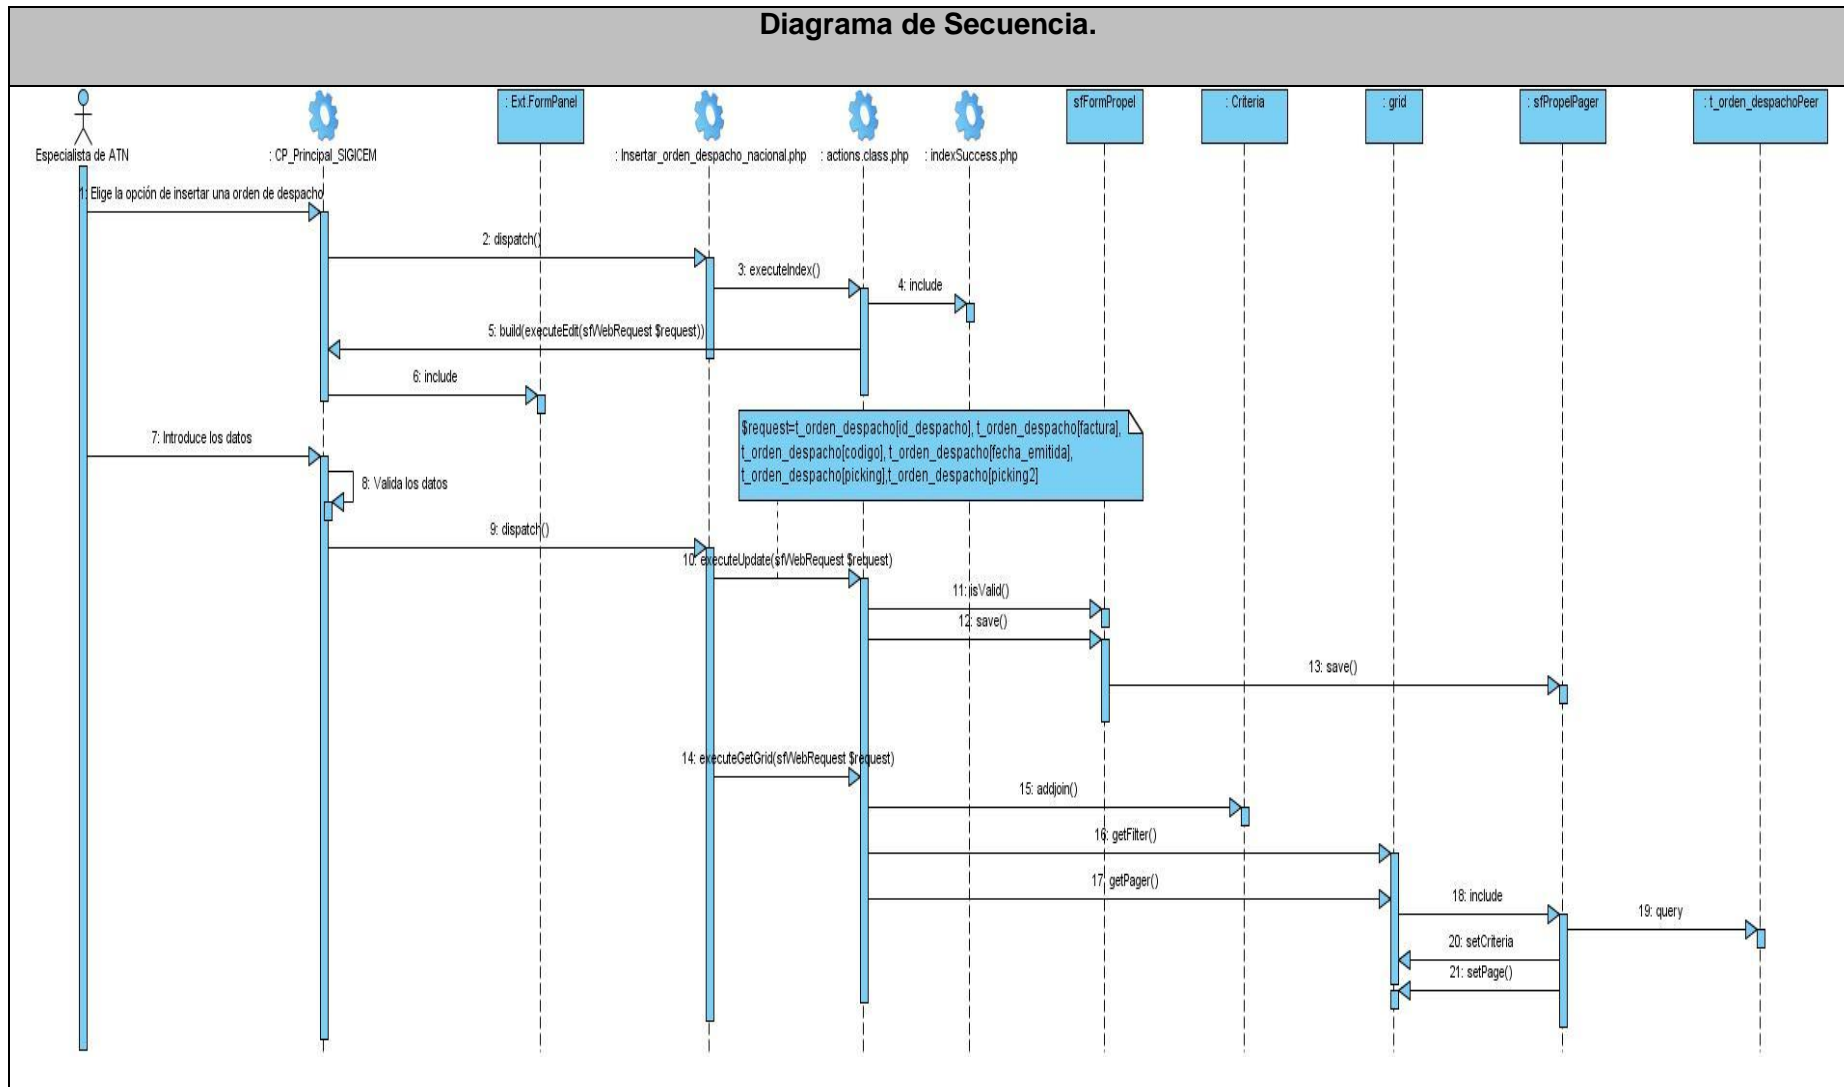 Diagrama de Secuencia.
: Ext.FormPanel
sfFormPropel
: Criteria
: grid
: sfPropelPager
: t_orden_despachoPeer
Especialista de ATN
: CP_Principal_SIGICEM
: Insertar_orden_despacho_nacional.php
: actions.class.php
: indexSuccess.php
1: Elige la opción de insertar una orden de despacho
2: dispatch()
3: executeIndex()
4: include
5: build(executeEdit(sfWebRequest $request))
6: include
$request=t_orden_despacho[id_despacho], t_orden_despacho[factura],
t_orden_despacho[codigo], t_orden_despacho[fecha_emitida],
t_orden_despacho[picking],t_orden_despacho[picking2]
7: Introduce los datos
8: Valida los datos
9: dispatch()
10: executeUpdate(sfWebRequest $request)
11: isValid()
12: save()
13: save()
14: executeGetGrid(sfWebRequest $request)
15: addjoin()
16: getFilter()
17: getPager()
18: include
19: query
20: setCriteria
21: setPage()